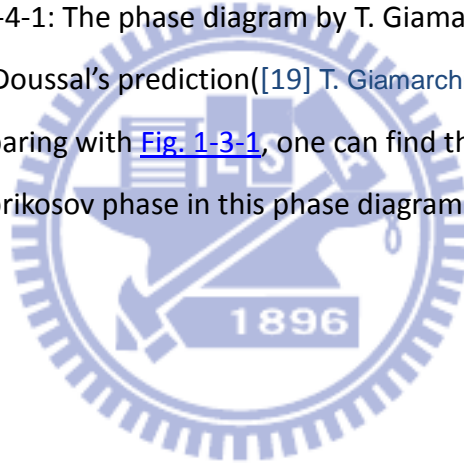 -4-1: The phase diagram by T. Giama
Doussal’s prediction([19] T. Giamarch
paring with Fig. 1-3-1, one can find th
prikosov phase in this phase diagram
1896